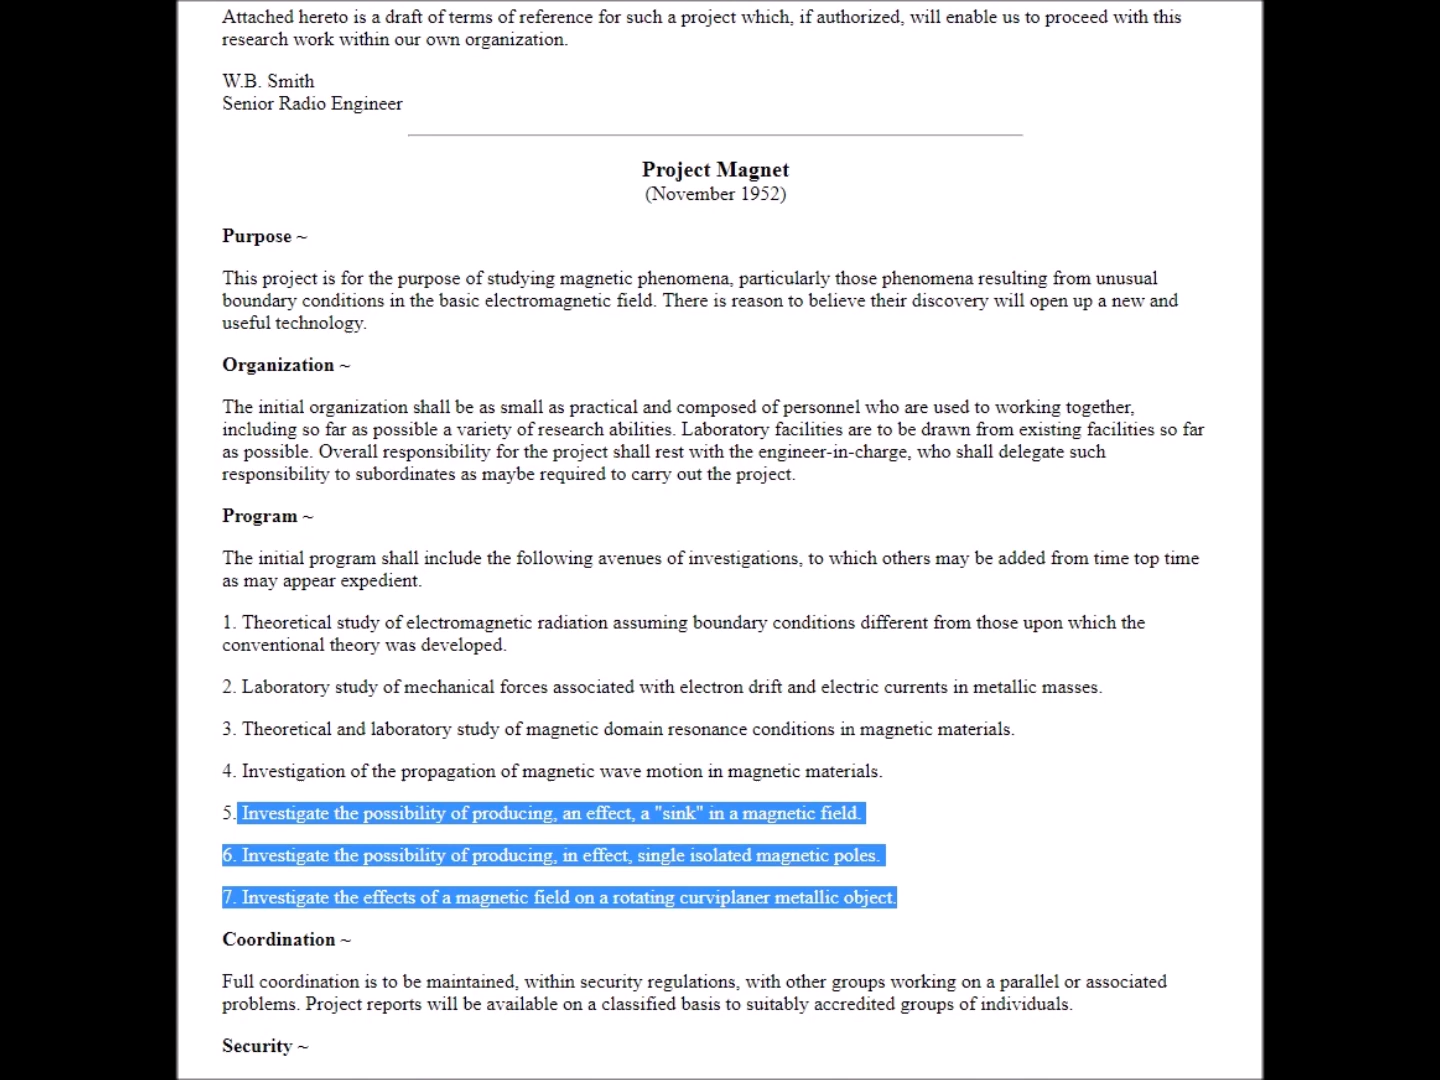 Attached hereto is a draft of terms of reference for such a project which, if authorized, will enable us to proceed with this
research work within our own organization.
W.B. Smith
Senior Radio Engineer
Project Magnet
(November 1952)
Purpose ~
This project is for the purpose of studying magnetic phenomena, particularly those phenomena resulting from unusual
boundary conditions in the basic electromagnetic field. There is reason to believe their discovery will open up a new and
useful technology.
Organization ~
The initial organization shall be as small as practical and composed of personnel who are used to working together,
including so far as possible a variety of research abilities. Laboratory facilities are to be drawn from existing facilities so far
as possible. Overall responsibility for the project shall rest with the engineer-in-charge, who shall delegate such
responsibility to subordinates as maybe required to carry out the project.
Program ~
The initial program shall include the following avenues of investigations, to which others may be added from time top time
as may appear expedient.
1. Theoretical study of electromagnetic radiation assuming boundary conditions different from those upon which the
conventional theory was developed.
2. Laboratory study of mechanical forces associated with electron drift and electric currents in metallic masses.
3. Theoretical and laboratory study of magnetic domain resonance conditions in magnetic materials.
4. Investigation of the propagation of magnetic wave motion in magnetic materials.
5. Investigate the possibility of producing, an effect, a "sink" in a magnetic field.
6. Investigate the possibility of producing, in effect, single isolated magnetic poles.
7. Investigate the effects of a magnetic field on a rotating curviplaner metallic object.
Coordination ~
Full coordination is to be maintained, within security regulations, with other groups working on a parallel or associated
problems. Project reports will be available on a classified basis to suitably accredited groups of individuals.
Security ~